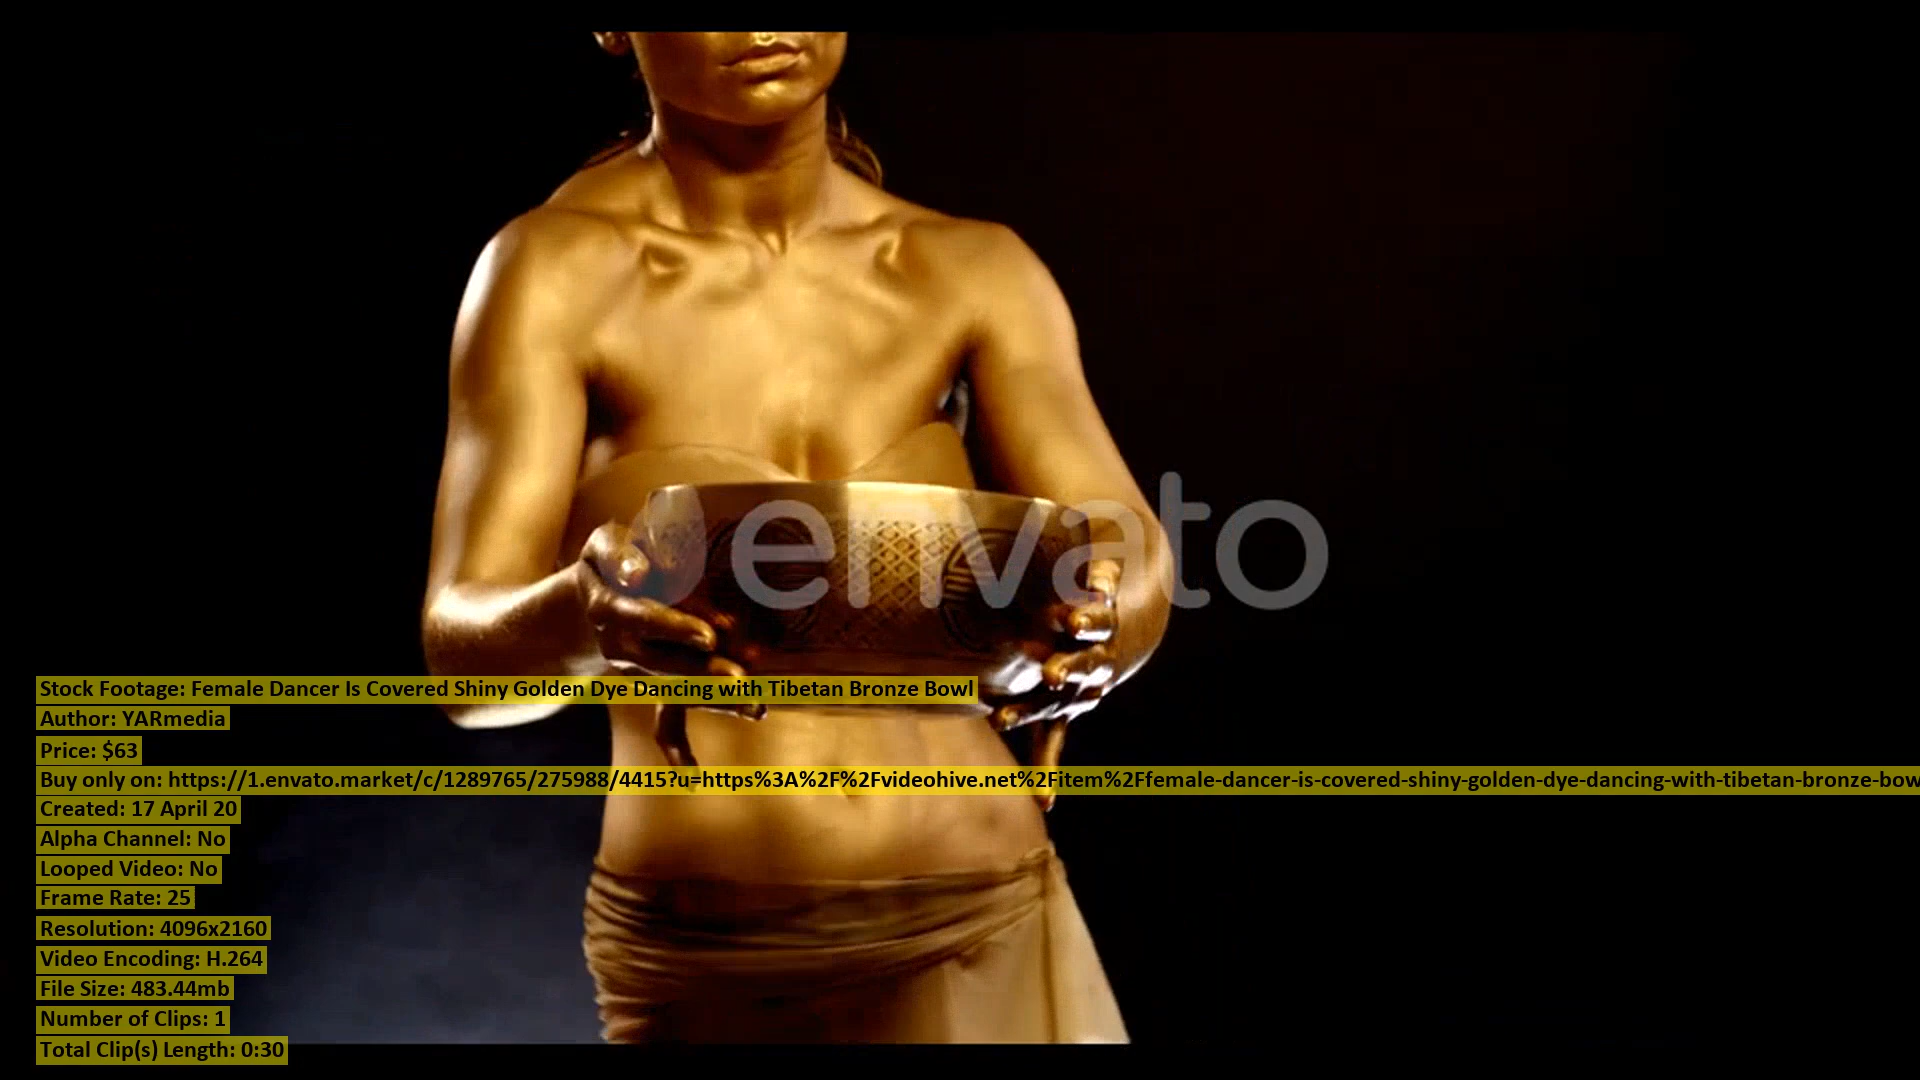 envato
Stock Footage: Female Dancer Is Covered Shiny Golden Dye Dancing with Tibetan Bronze Bowl
Author: YARmedia
Price: $63
Buy only on: https://1.envato.market/c/1289765/275988/4415?u=https%3A%2F%2Fvideohive.net%2Fitem%2Ffemale-dancer-is-covered-shiny-golden-dye-dancing-with-tibetan-bronze-bow
Created: 17 April 20
Alpha Channel: No
Looped Video: No
Frame Rate: 25
Resolution: 4096x2160
Video Encoding: H.264
File Size: 483.44mb
Number of Clips: 1
Total Clip(s) Length: 0:30